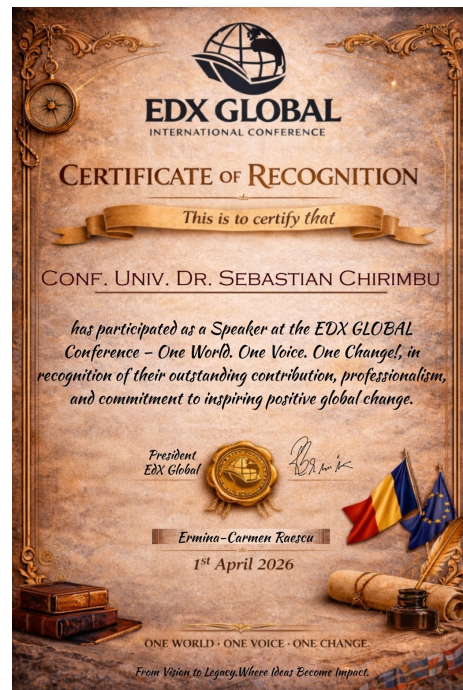 EDX GLOBAL
INTERNATIONAL CONFERENCE
CERTIFICATE OF RECOGNITION
This is to certify that
CONF. UNIV. DR. SEBASTIAN CHIRIMBU
has participated as a Speaker at the EDX GLOBAL
Conference – One World. One Voice. One Change!, in
recognition of their outstanding contribution, professionalism,
and commitment to inspiring positive global change.
President
EdX Global
Ermina-Carmen Raescu
1st April 2026
ONE WORLD · ONE VOICE · ONE CHANGE.
From Vision to Legacy.Where Ideas Become Impact.